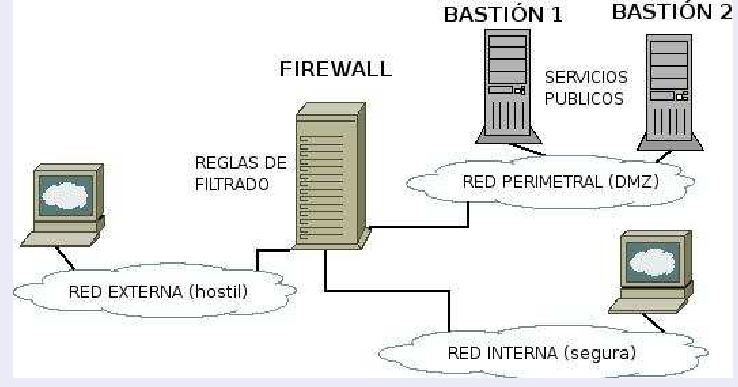 BASTIÓN 1
BASTIÓN 2
FIREWALL
SERVICIOS
PUBLICOS
REGLAS DE
FILTRADO
RED PERIMETRAL (DMZ)
RED EXTERNA (hostil)
RED INTERNA (segura)